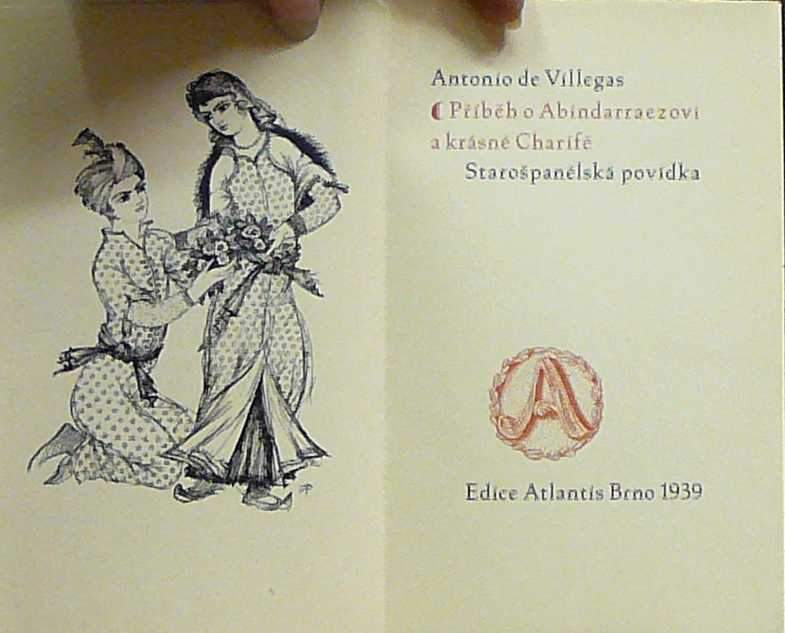 Antonio de Villegas
Příběh o Abindarraezovi
a krásné Charifě
Starošpanělská povídka
A
Edice Atlantis Brno 1939